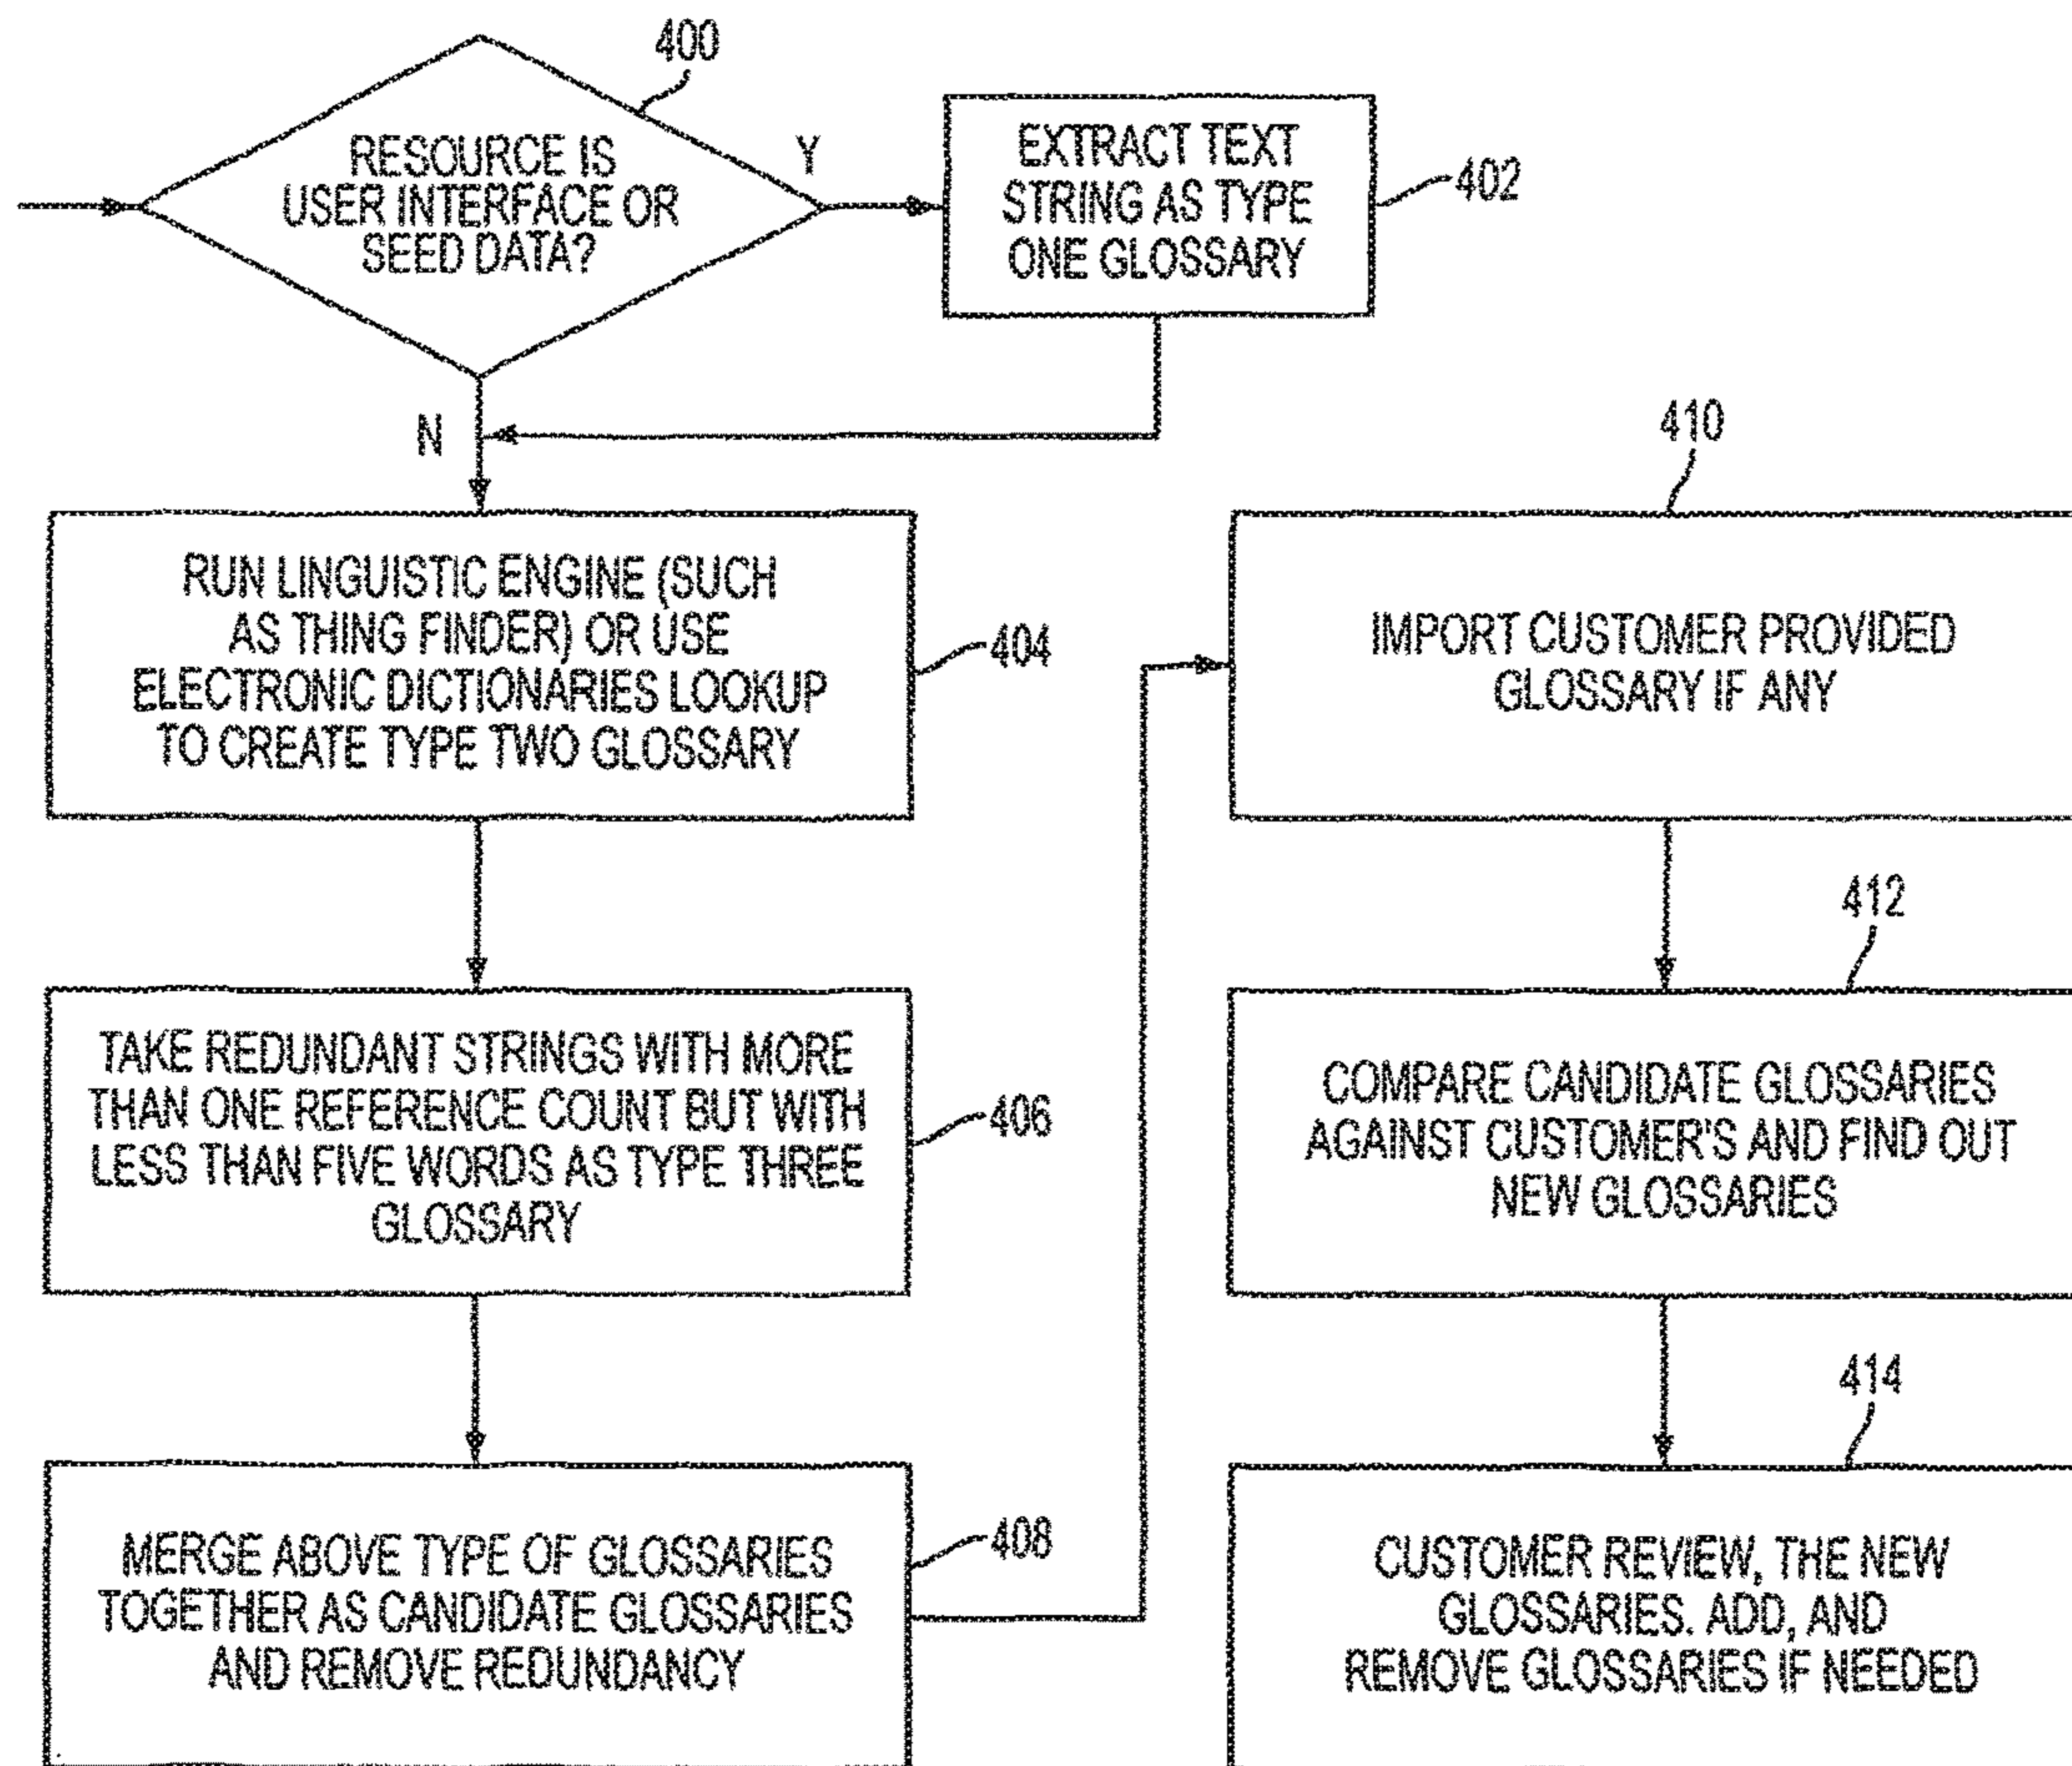 400
RESOURCE IS
USER INTERFACE OR
SEED DATA?
Y
EXTRACT TEXT
STRING AS TYPE
ONE GLOSSARY
402
N
RUN LINGUISTIC ENGINE (SUCH
AS THING FINDER) OR USE
ELECTRONIC DICTIONARIES LOOKUP
TO CREATE TYPE TWO GLOSSARY
404
TAKE REDUNDANT STRINGS WITH MORE
THAN ONE REFERENCE COUNT BUT WITH
LESS THAN FIVE WORDS AS TYPE THREE
GLOSSARY
406
MERGE ABOVE TYPE OF GLOSSARIES
TOGETHER AS CANDIDATE GLOSSARIES
AND REMOVE REDUNDANCY
408
410
IMPORT CUSTOMER PROVIDED
GLOSSARY IF ANY
412
COMPARE CANDIDATE GLOSSARIES
AGAINST CUSTOMER'S AND FIND OUT
NEW GLOSSARIES
414
CUSTOMER REVIEW, THE NEW
GLOSSARIES. ADD, AND
REMOVE GLOSSARIES IF NEEDED